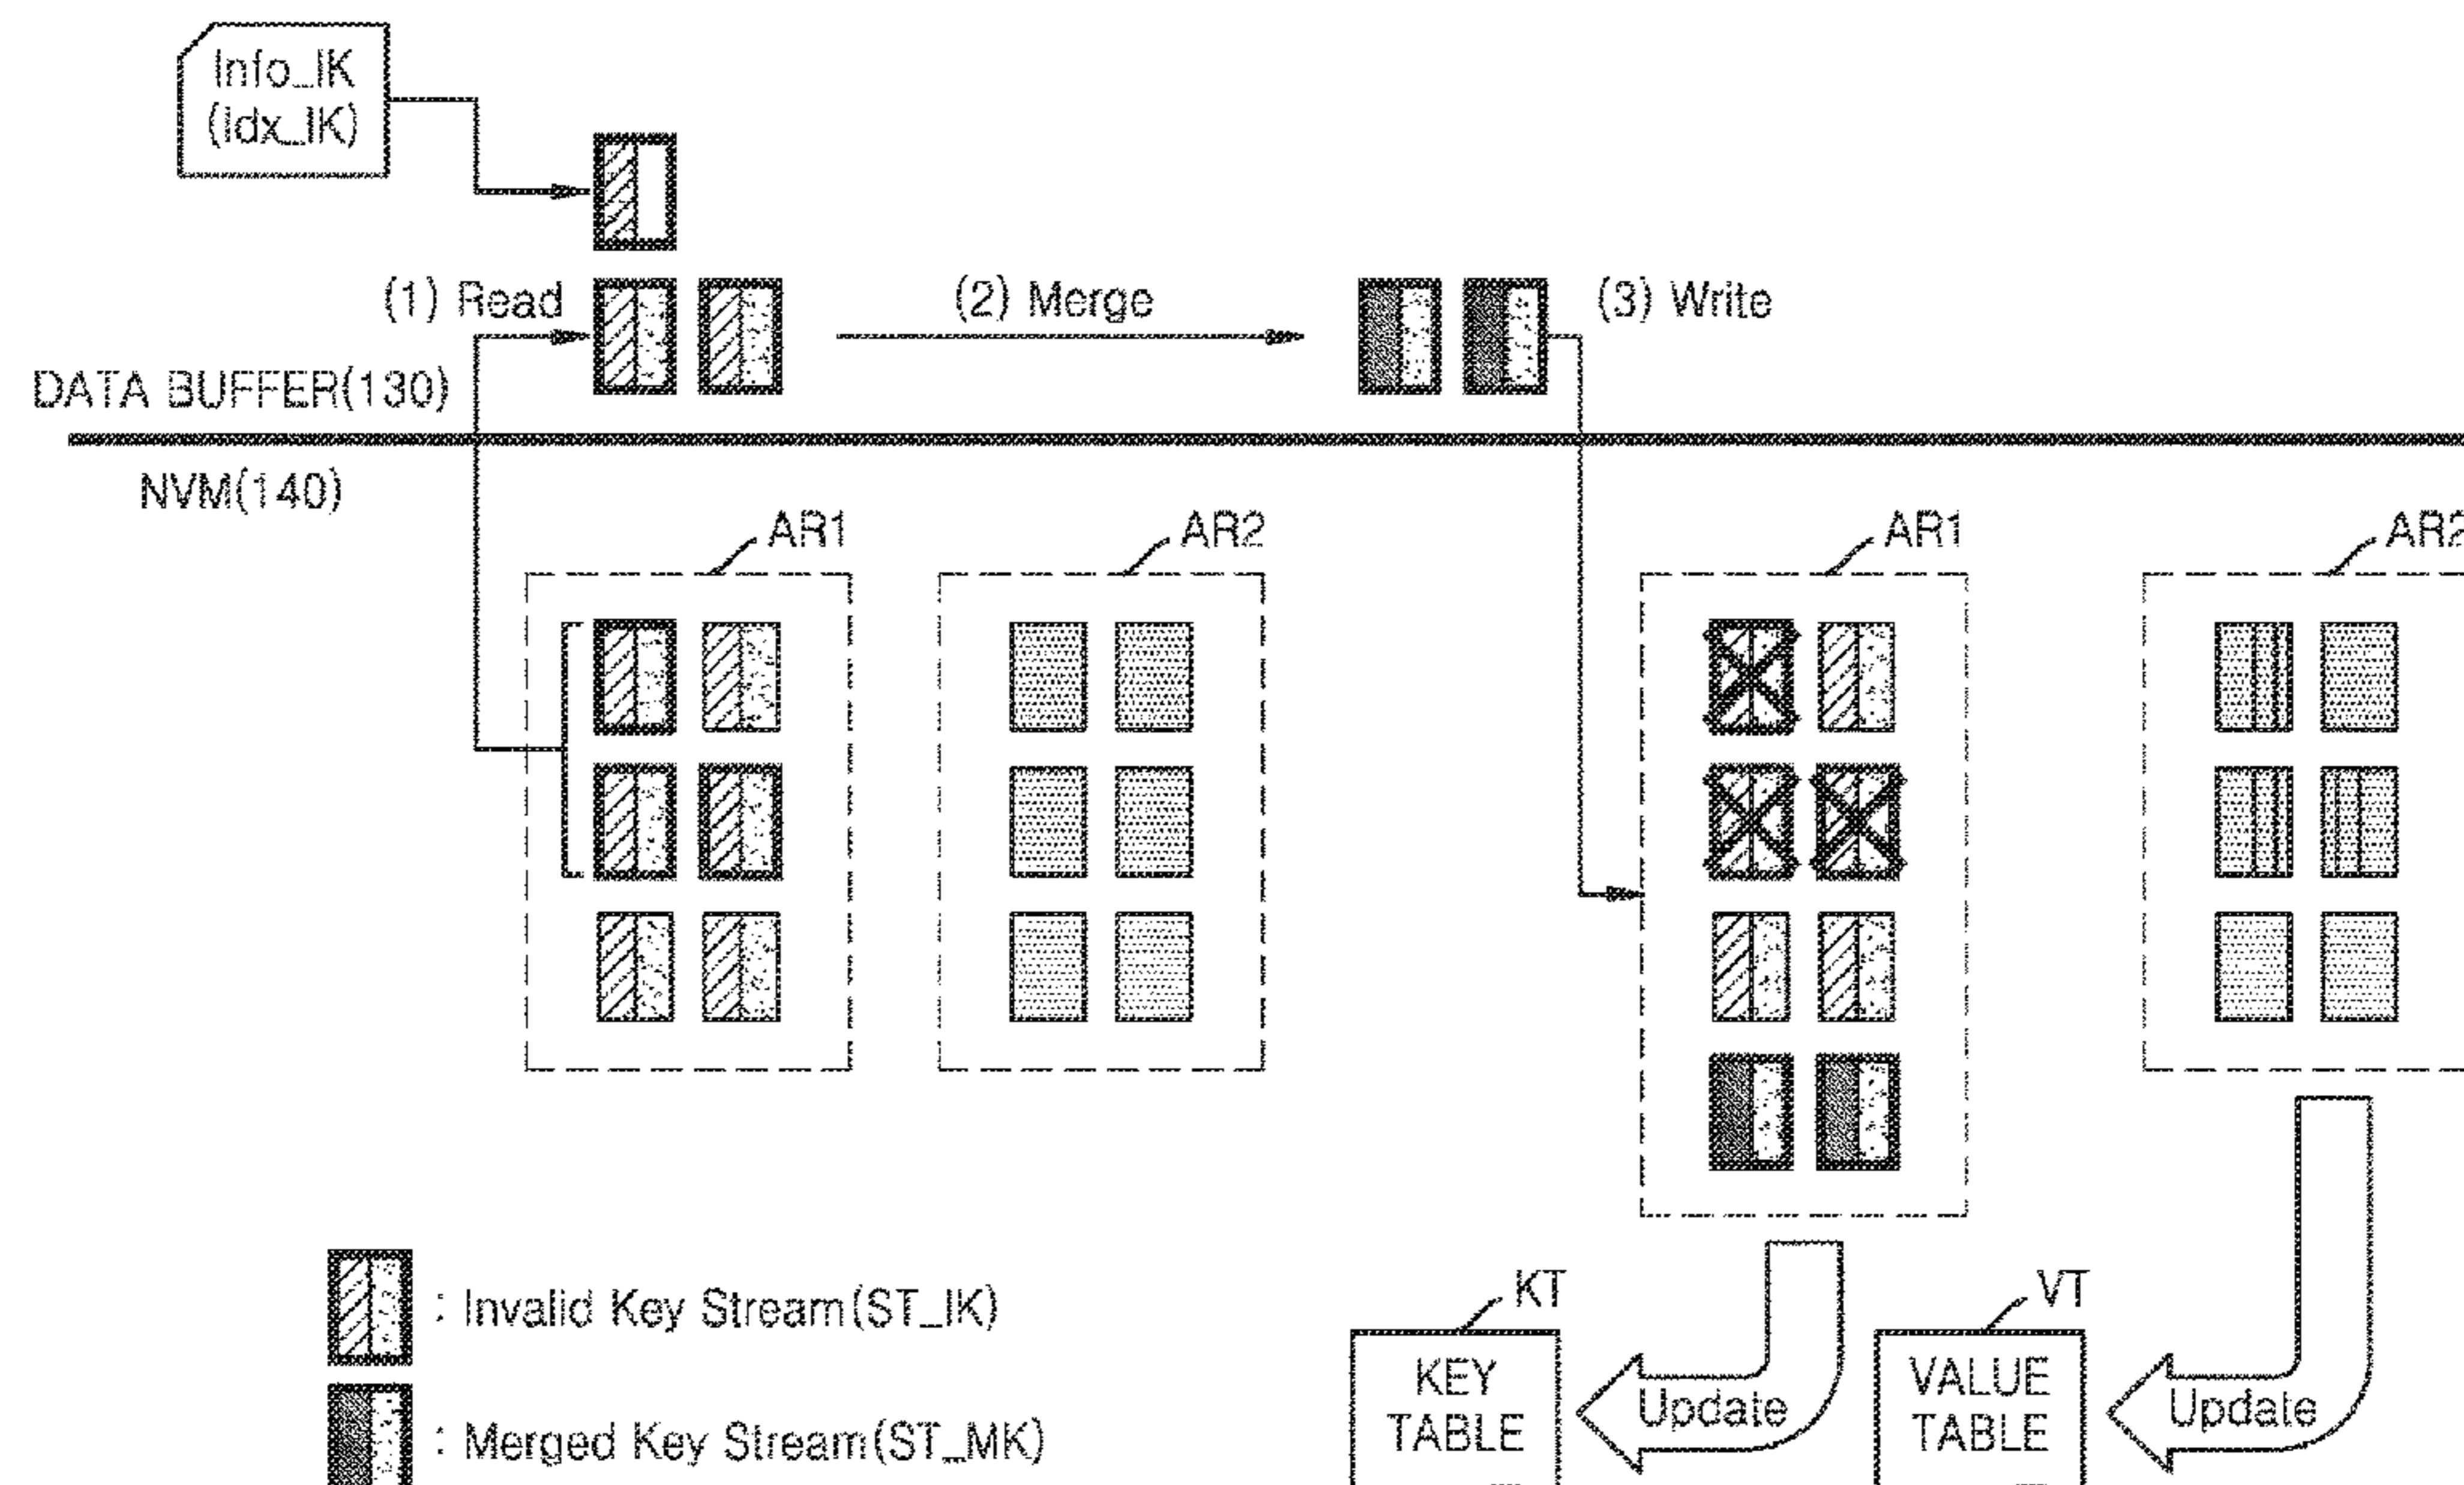 Info_IK
(Idx_IK)
(1) Read
(2) Merge
(3) Write
DATA BUFFER(130)
NVM(140)
AR1
AR2
AR1
AR2
: Invalid Key Stream(ST_IK)
: Merged Key Stream(ST_MK)
KT
KEY
TABLE
Update
VT
VALUE
TABLE
Update